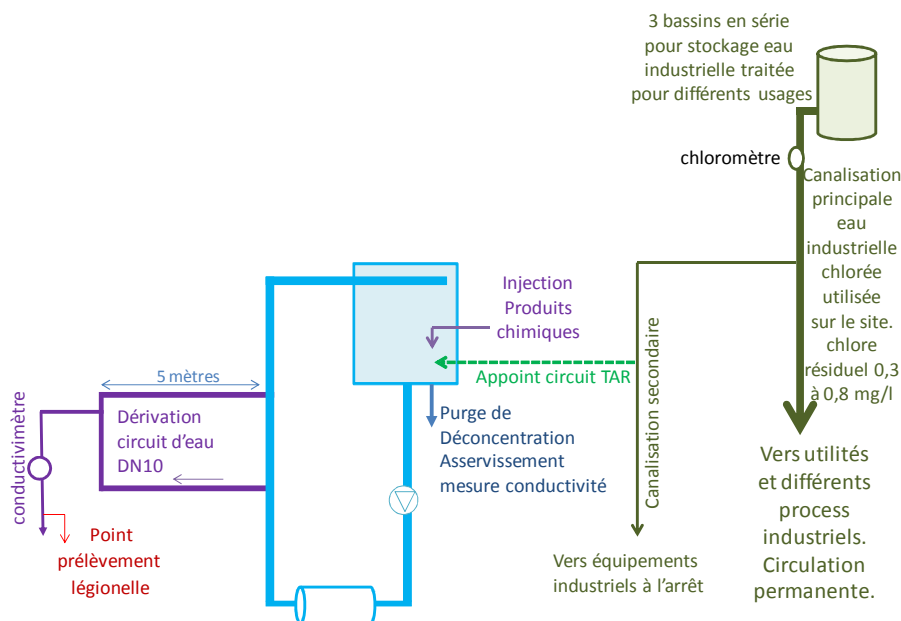 3 bassins en série
pour stockage eau
industrielle traitée
pour différents usages
chloromètre
Canalisation
principale
eau
industrielle
chlorée
utilisée
sur le site.
chlore
résiduel 0,3
à 0,8 mg/l
Vers utilités
et différents
process
industriels.
Circulation
permanente.
Injection
Produits
chimiques
Appoint circuit TAR
Canalisation secondaire
Vers équipements
industriels à l'arrêt
Purge de
Déconcentration
Asservissement
mesure conductivité
5 mètres
Dérivation
circuit d'eau
DN10
conductivimètre
Point
prélèvement
légionelle